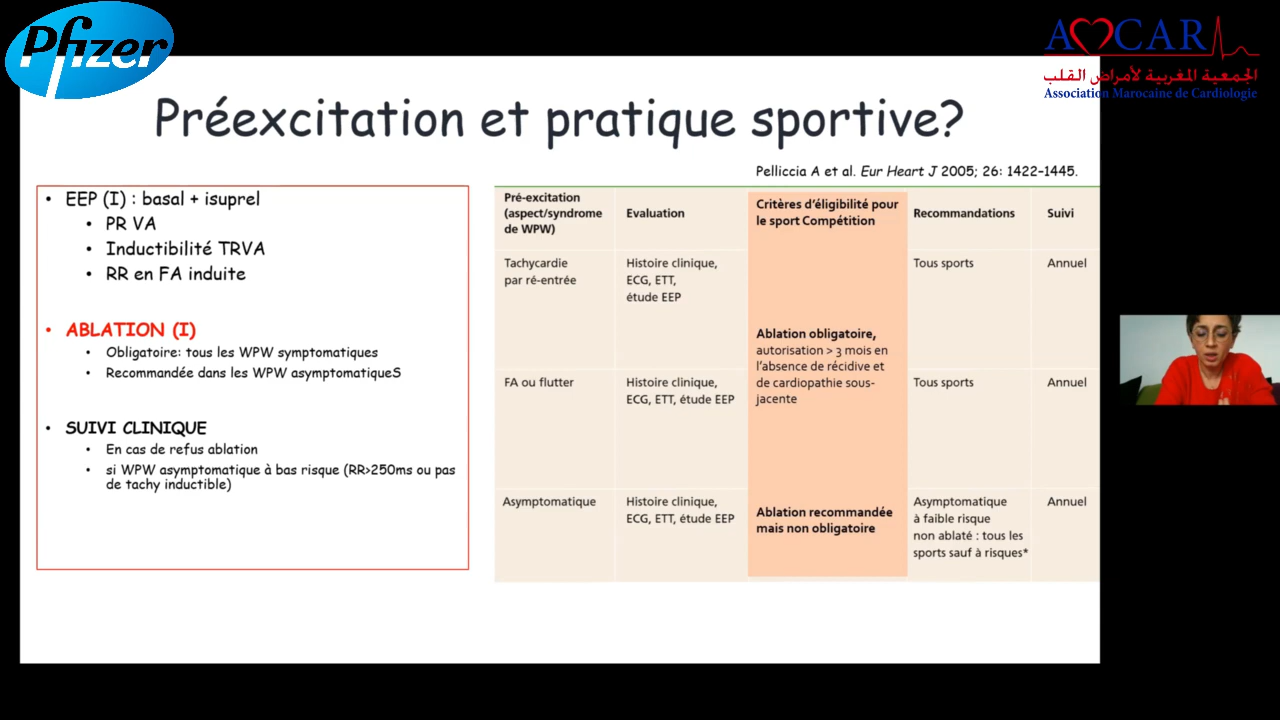 Pfizer
AMCAR
الجمعية المغربية لأمراض القلب
Association Marocaine de Cardiologie
Préexcitation et pratique sportive?
Pelliccia A et al. Eur Heart J 2005; 26: 1422–1445.
• EEP (I) : basal + isuprel
• PR VA
• Inductibilité TRVA
• RR en FA induite
• ABLATION (I)
• Obligatoire: tous les WPW symptomatiques
• Recommandée dans les WPW asymptomatiqueS
• SUIVI CLINIQUE
• En cas de refus ablation
• si WPW asymptomatique à bas risque (RR>250ms ou pas
de tachy inductible)
Pré-excitation
(aspect/syndrome
de WPW)
Evaluation
Critères d’éligibilité pour
le sport Compétition
Recommandations
Suivi
Tachycardie
par ré-entrée
Histoire clinique,
ECG, ETT,
étude EEP
Tous sports
Annuel
Ablation obligatoire,
autorisation > 3 mois en
l’absence de récidive et
de cardiopathie sous-
jacente
FA ou flutter
Histoire clinique,
ECG, ETT, étude EEP
Tous sports
Annuel
Asymptomatique
Histoire clinique,
ECG, ETT, étude EEP
Ablation recommandée
mais non obligatoire
Asymptomatique
à faible risque
non ablaté : tous les
sports sauf à risques*
Annuel